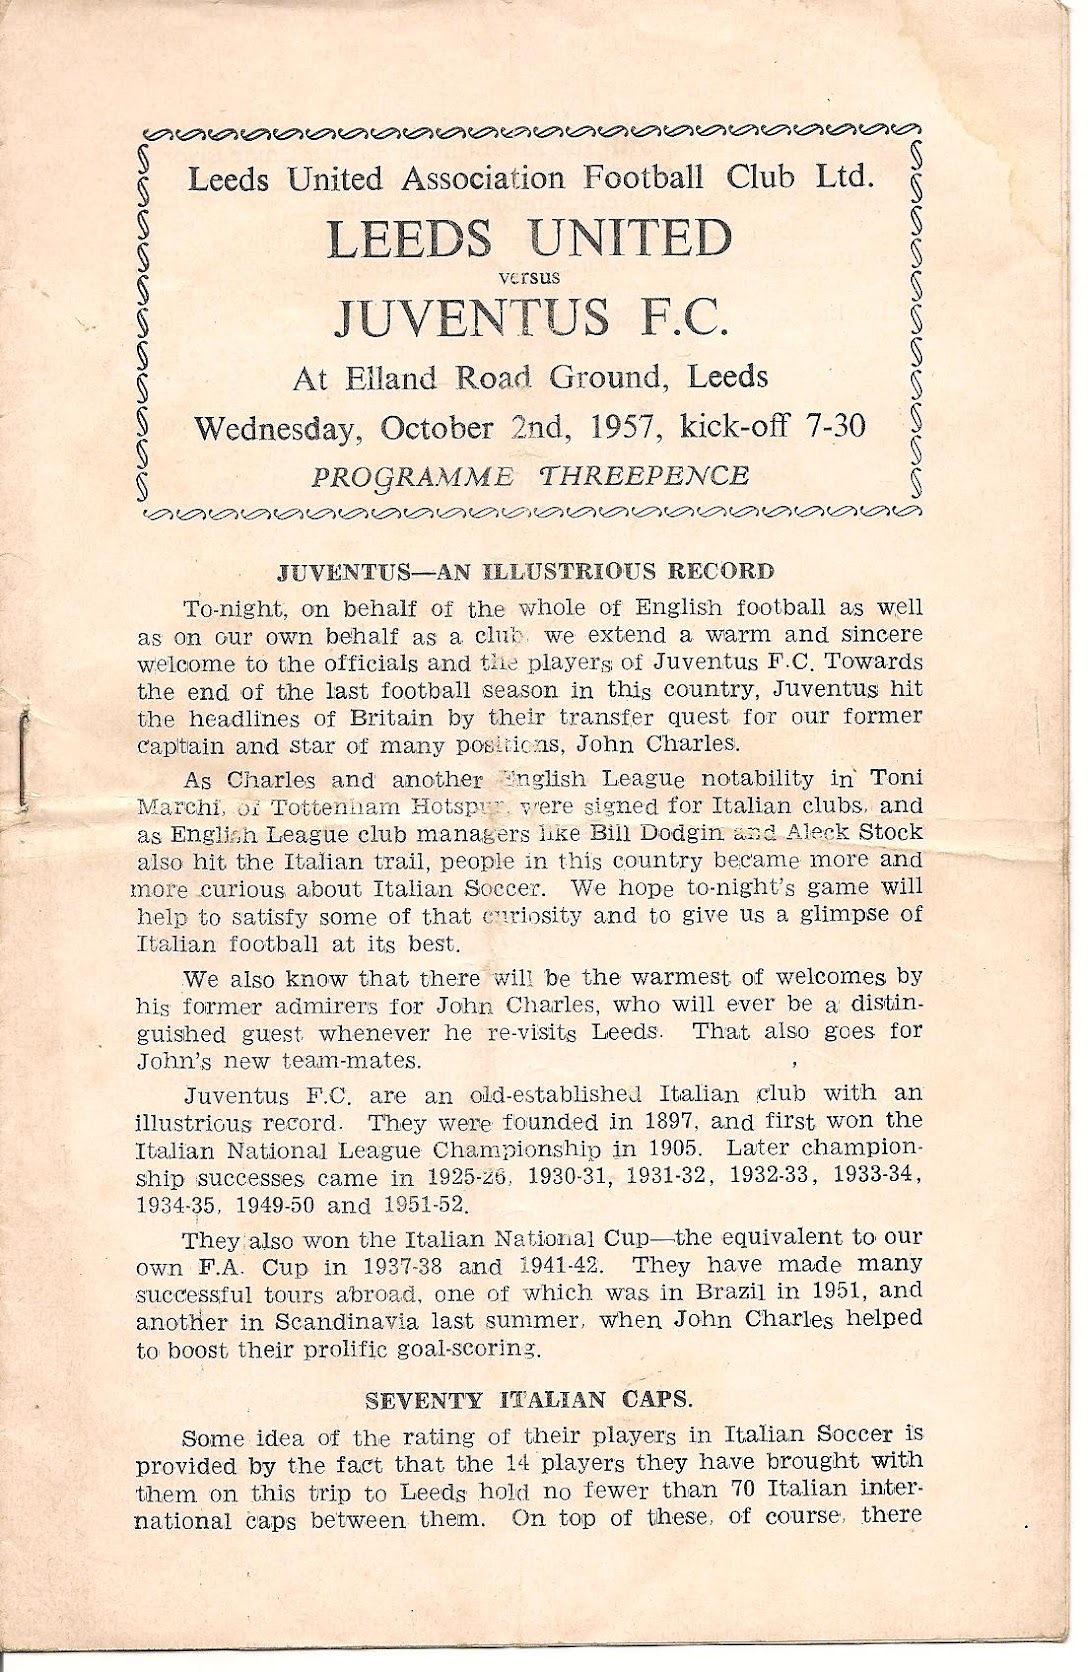 Leeds United Association Football Club Ltd.
LEEDS UNITED
versus
JUVENTUS F.C.
At Elland Road Ground, Leeds
Wednesday, October 2nd, 1957, kick-off 7-30
PROGRAMME THREEPENCE
JUVENTUS—AN ILLUSTRIOUS RECORD
To-night, on behalf of the whole of English football as well
as on our own behalf as a club, we extend a warm and sincere
welcome to the officials and the players of Juventus F.C. Towards
the end of the last football season in this country, Juventus hit
the headlines of Britain by their transfer quest for our former
captain and star of many positions, John Charles.
As Charles and another English League notability in Toni
Marchi, of Tottenham Hotspur, were signed for Italian clubs, and
as English League club managers like Bill Dodgin and Aleck Stock
also hit the Italian trail, people in this country became more and
more curious about Italian Soccer. We hope to-night's game will
help to satisfy some of that curiosity and to give us a glimpse of
Italian football at its best.
We also know that there will be the warmest of welcomes by
his former admirers for John Charles, who will ever be a distin-
guished guest whenever he re-visits Leeds. That also goes for
John's new team-mates.
Juventus F.C. are an old-established Italian club with an
illustrious record. They were founded in 1897, and first won the
Italian National League Championship in 1905. Later champion-
ship successes came in 1925-26, 1930-31, 1931-32, 1932-33, 1933-34,
1934-35, 1949-50 and 1951-52.
They also won the Italian National Cup—the equivalent to our
own F.A. Cup in 1937-38 and 1941-42. They have made many
successful tours abroad, one of which was in Brazil in 1951, and
another in Scandinavia last summer, when John Charles helped
to boost their prolific goal-scoring.
SEVENTY ITALIAN CAPS.
Some idea of the rating of their players in Italian Soccer is
provided by the fact that the 14 players they have brought with
them on this trip to Leeds hold no fewer than 70 Italian inter-
national caps between them. On top of these, of course, there